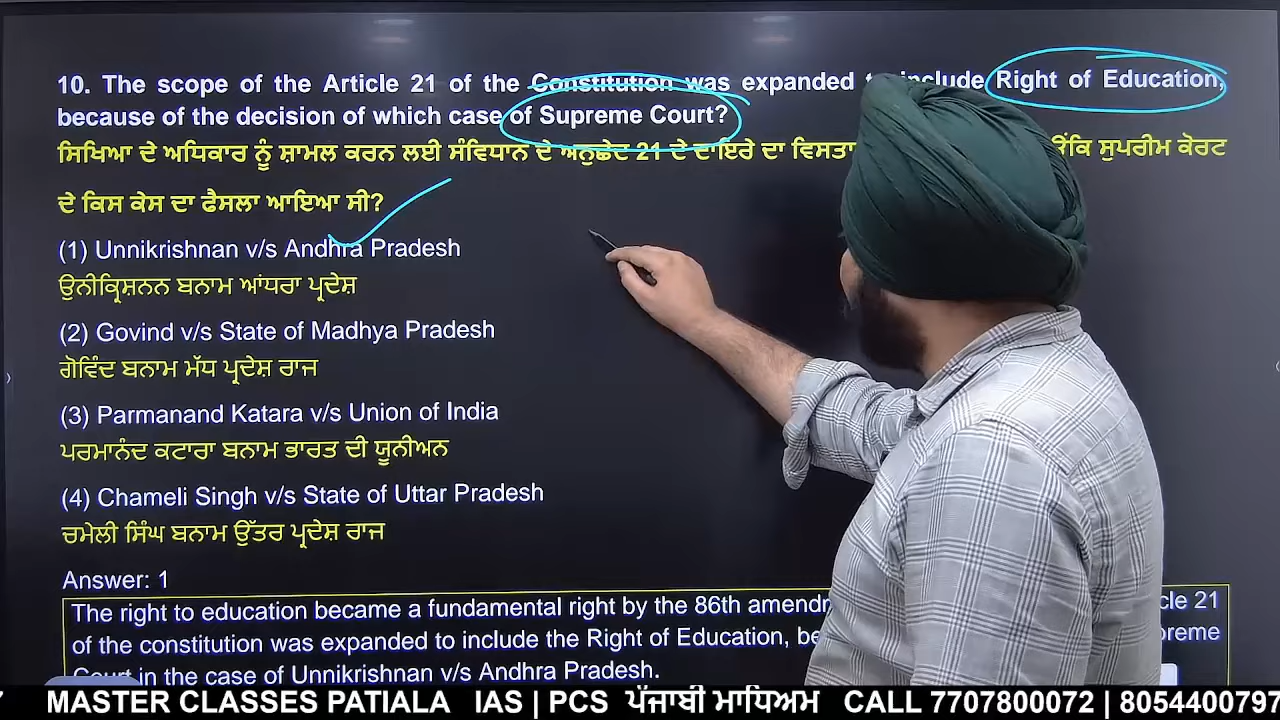 10. The scope of the Article 21 of the Constitution was expanded to include Right of Education,
because of the decision of which case of Supreme Court?
ਸਿਖਿਆ ਦੇ ਅਧਿਕਾਰ ਨੂੰ ਸ਼ਾਮਲ ਕਰਨ ਲਈ ਸੰਵਿਧਾਨ ਦੇ ਅਨੁਛੇਦ 21 ਦੇ ਦਾਇਰੇ ਦਾ ਸੁਪਰੀਮ ਕੋਰਟ
ਦੇ ਕਿਸ ਕੇਸ ਦਾ ਫੈਸਲਾ ਆਇਆ ਸੀ?
(1) Unnikrishnan v/s Andhra Pradesh
ਉਨੀਕ੍ਰਿਸ਼ਨਨ ਬਨਾਮ ਆਂਧਰਾ ਪ੍ਰਦੇਸ਼
(2) Govind v/s State of Madhya Pradesh
ਗੋਵਿੰਦ ਬਨਾਮ ਮੱਧ ਪ੍ਰਦੇਸ਼ ਰਾਜ
(3) Parmanand Katara v/s Union of India
ਪਰਮਾਨੰਦ ਕਟਾਰਾ ਬਨਾਮ ਭਾਰਤ ਦੀ ਯੂਨੀਅਨ
(4) Chameli Singh v/s State of Uttar Pradesh
ਚਮੇਲੀ ਸਿੰਘ ਬਨਾਮ ਉੱਤਰ ਪ੍ਰਦੇਸ਼ ਰਾਜ
Answer: 1
The right to education became a fundamental right by the 86th 21
of the constitution was expanded to include the Right of Education,
Court in the case of Unnikrishnan v/s Andhra Pradesh.
MASTER CLASSES PATIALA IAS | PCS ਪੰਜਾਬੀ ਮਾਧਿਅਮ CALL 7707800072 | 8054400797